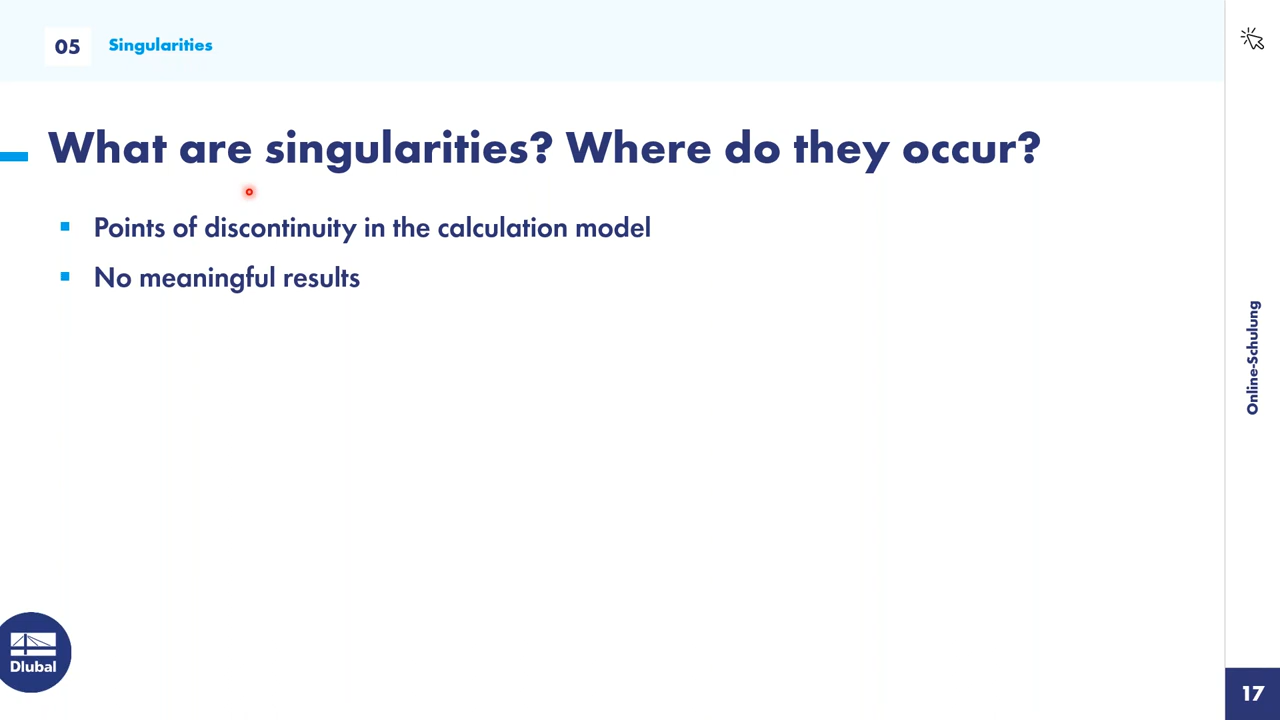 05
Singularities
What are singularities? Where do they occur?
Points of discontinuity in the calculation model
No meaningful results
Online-Schulung
Dlubal
17